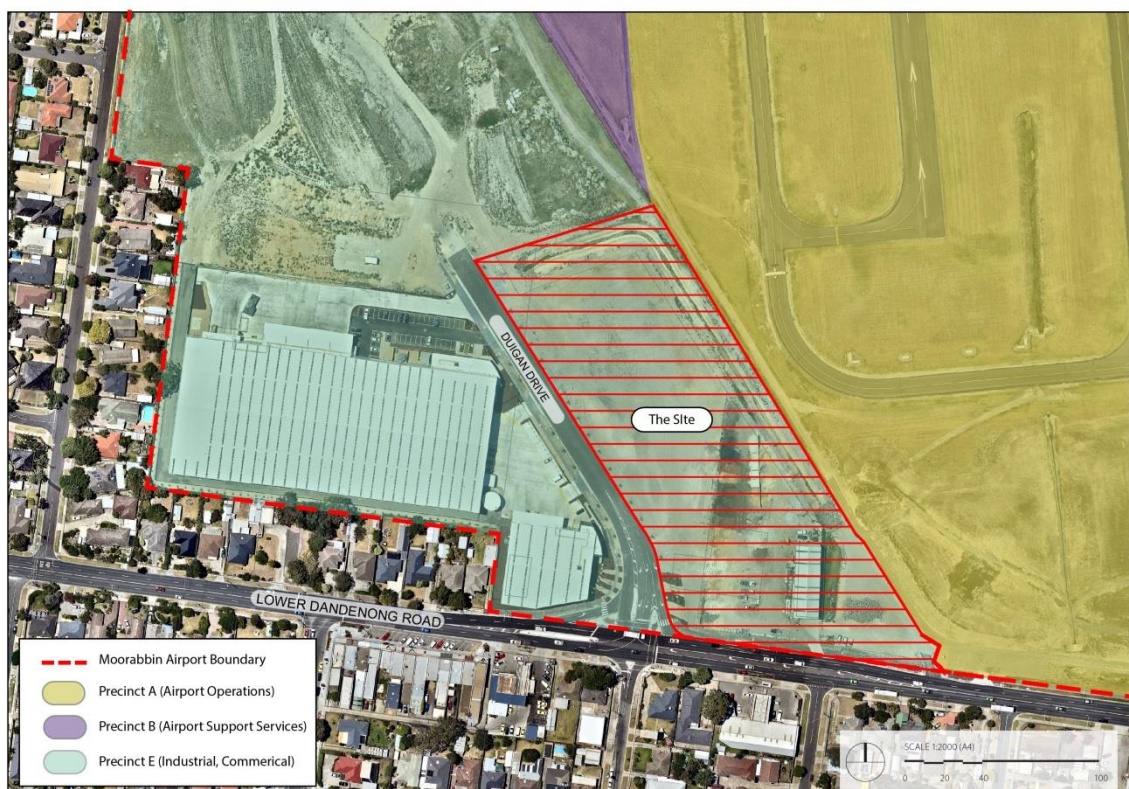 DUIGAN DRIVE
The SIte
LOWER DANDENONG ROAD
Moorabbin Airport Boundary
Precinct A (Airport Operations)
Precinct B (Airport Support Services)
Precinct E (Industrial, Commerical)
SCALE 1:2000 (A4)
0 20 40 100